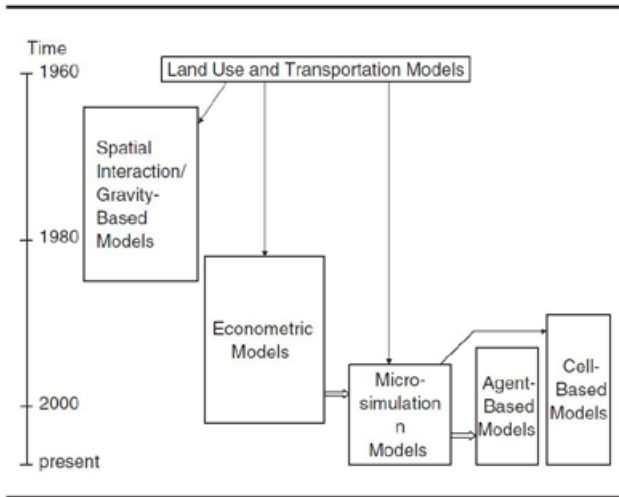 Time
1960
Land Use and Transportation Models
Spatial
Interaction/
Gravity-
Based
Models
1980
Econometric
Models
Micro-
simulatio
n
Models
Agent-
Based
Models
Cell-
Based
Models
2000
present